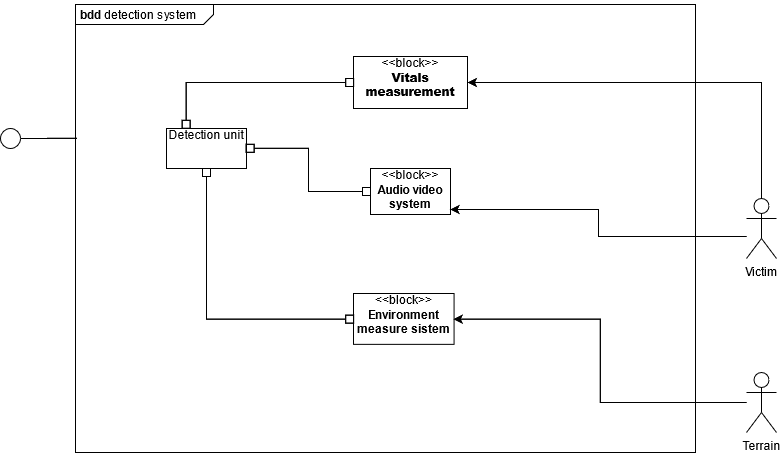 bdd detection system
<<block>>
Vitals
measurement
Detection unit
<<block>>
Audio video
system
Victim
<<block>>
Environment
measure sistem
Terrain